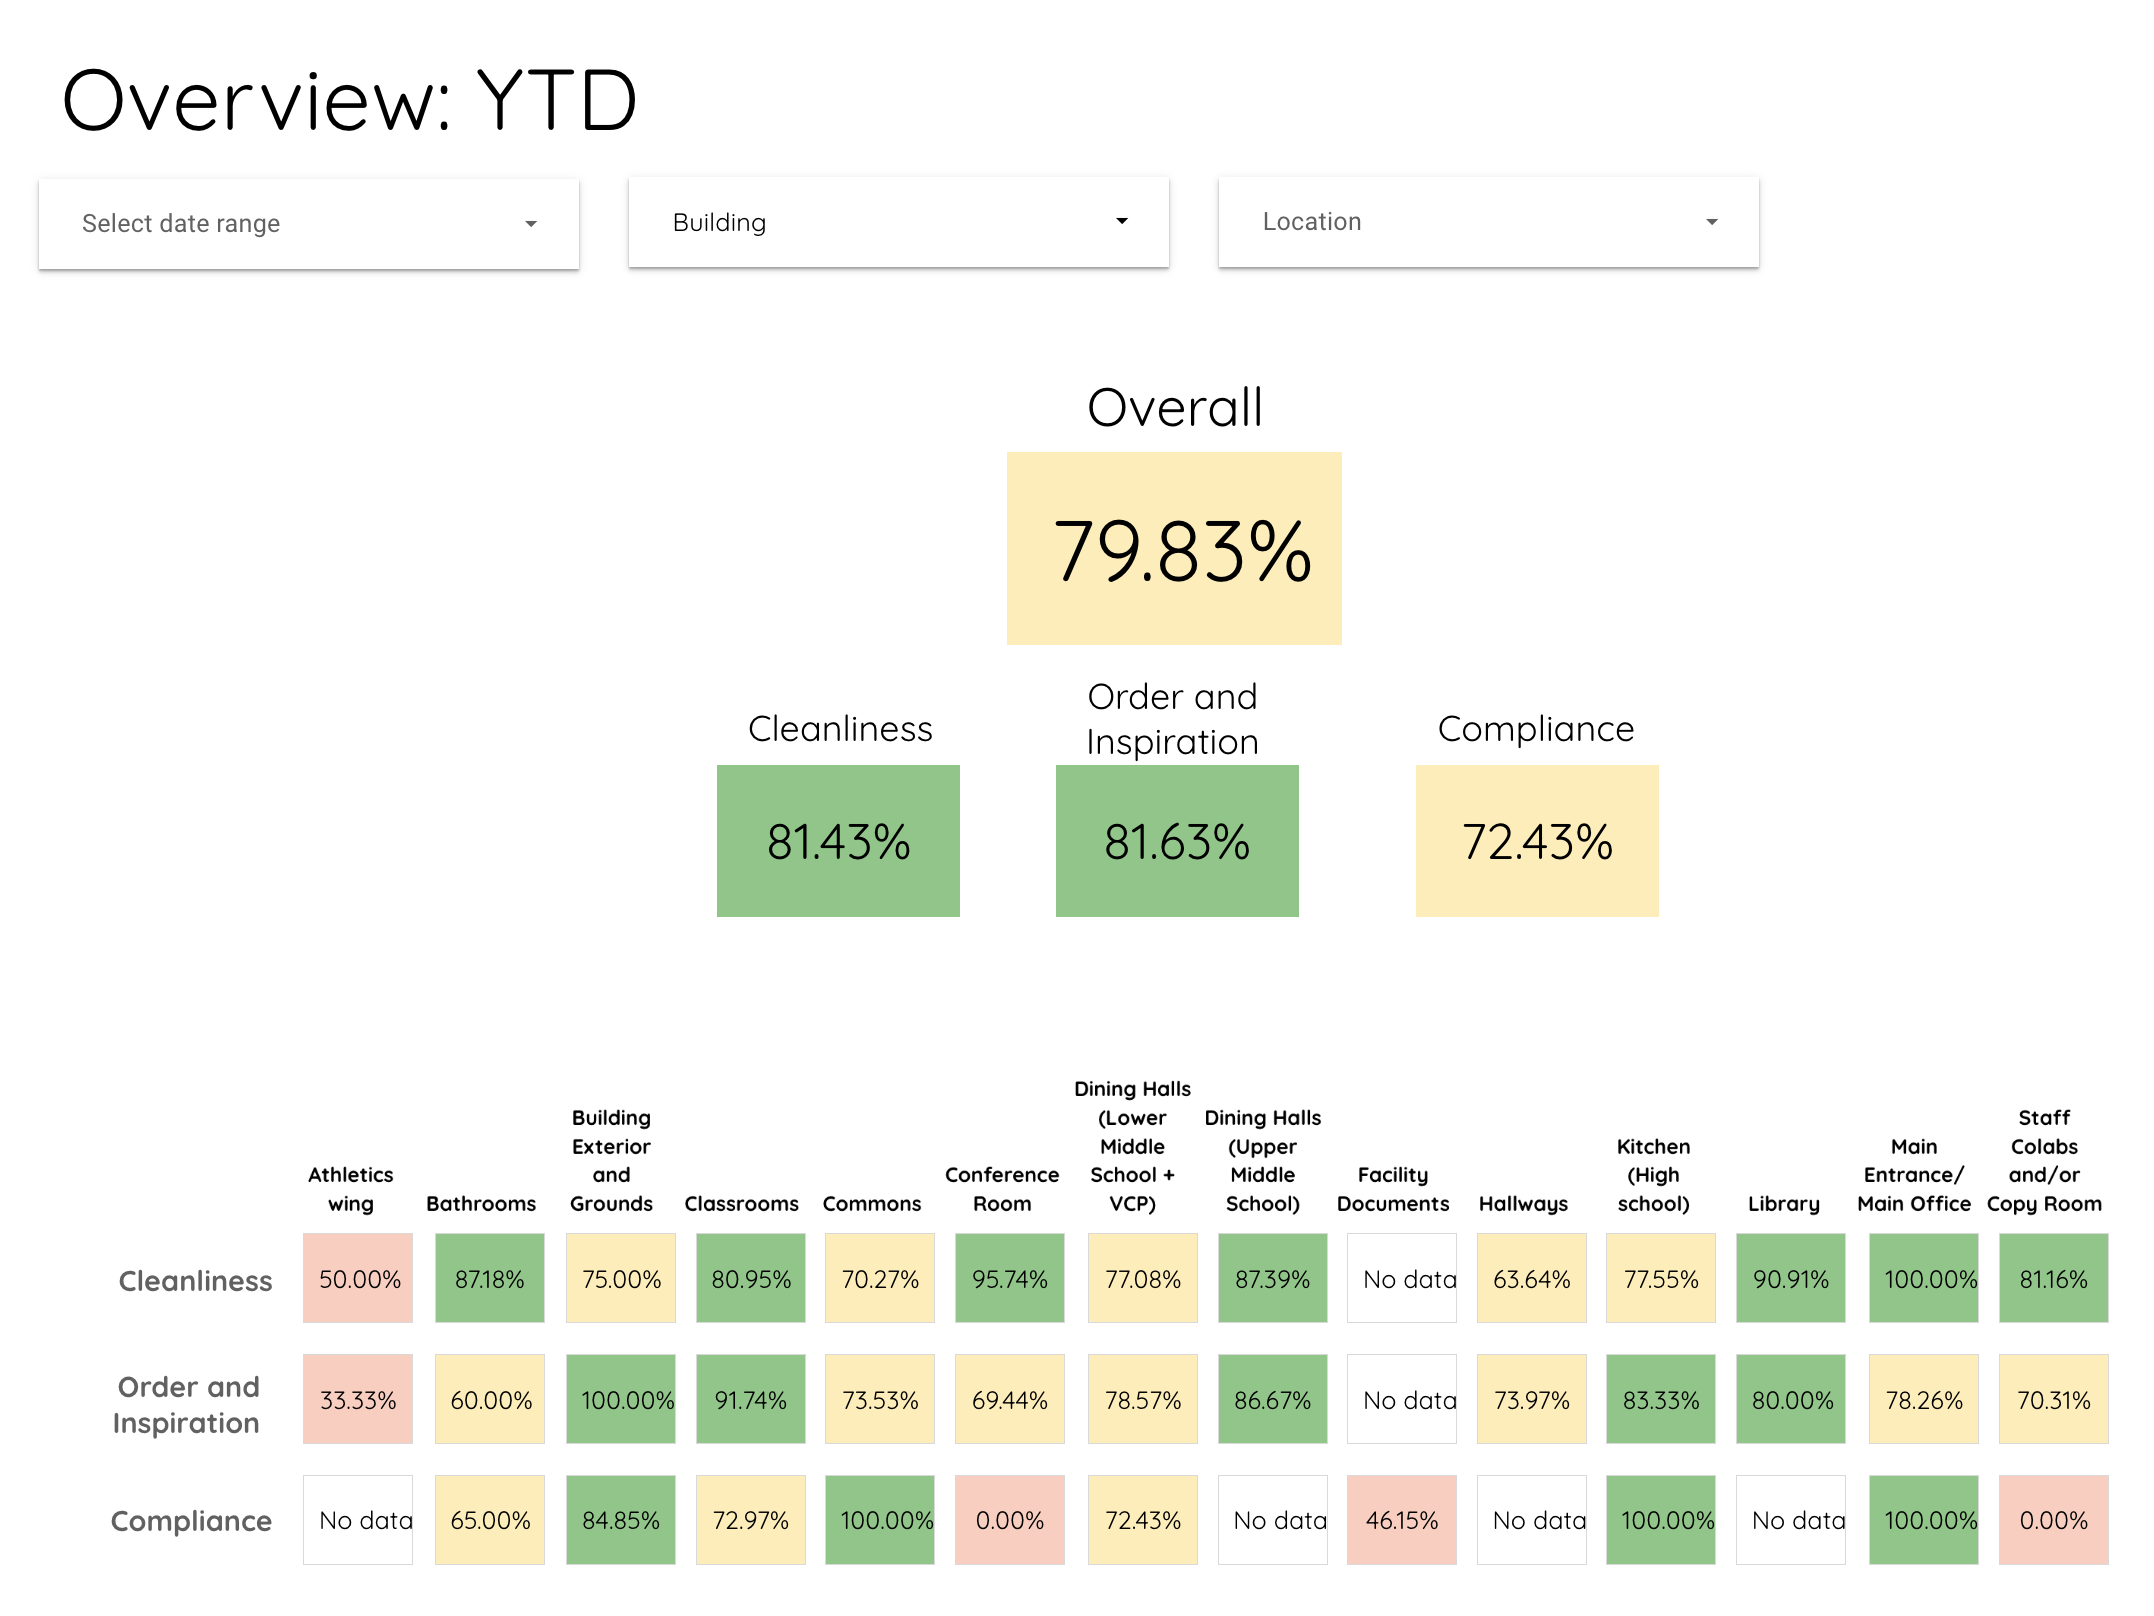 Overview: YTD
Select date range
Building
Location
Overall
79.83%
Cleanliness
Order and
Inspiration
Compliance
81.43%
81.63%
72.43%
Athletics
wing
Bathrooms
Building
Exterior
and
Grounds
Classrooms
Commons
Conference
Room
Dining Halls
(Lower
Middle
School +
VCP)
Dining Halls
(Upper
Middle
School)
Facility
Documents
Hallways
Kitchen
(High
school)
Library
Main
Entrance/
Main Office
Staff
Colabs
and/or
Copy Room
Cleanliness 50.00% 87.18% 75.00% 80.95% 70.27% 95.74% 77.08% 87.39% No data 63.64% 77.55% 90.91% 100.00% 81.16%
Order and
Inspiration
33.33% 60.00% 100.00% 91.74% 73.53% 69.44% 78.57% 86.67% No data 73.97% 83.33% 80.00% 78.26% 70.31%
Compliance No data 65.00% 84.85% 72.97% 100.00% 0.00% 72.43% No data 46.15% No data 100.00% No data 100.00% 0.00%